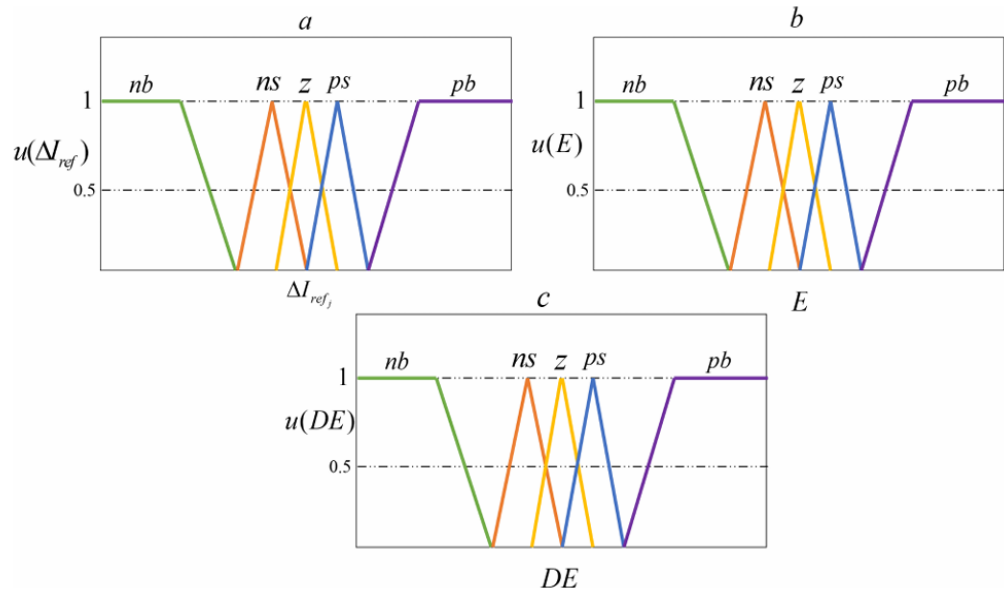 a
nb ns z ps pb
1
u(ΔI_ref)
0.5
ΔI_ref_j
b
nb ns z ps pb
1
u(E)
0.5
E
c
nb ns z ps pb
1
u(DE)
0.5
DE